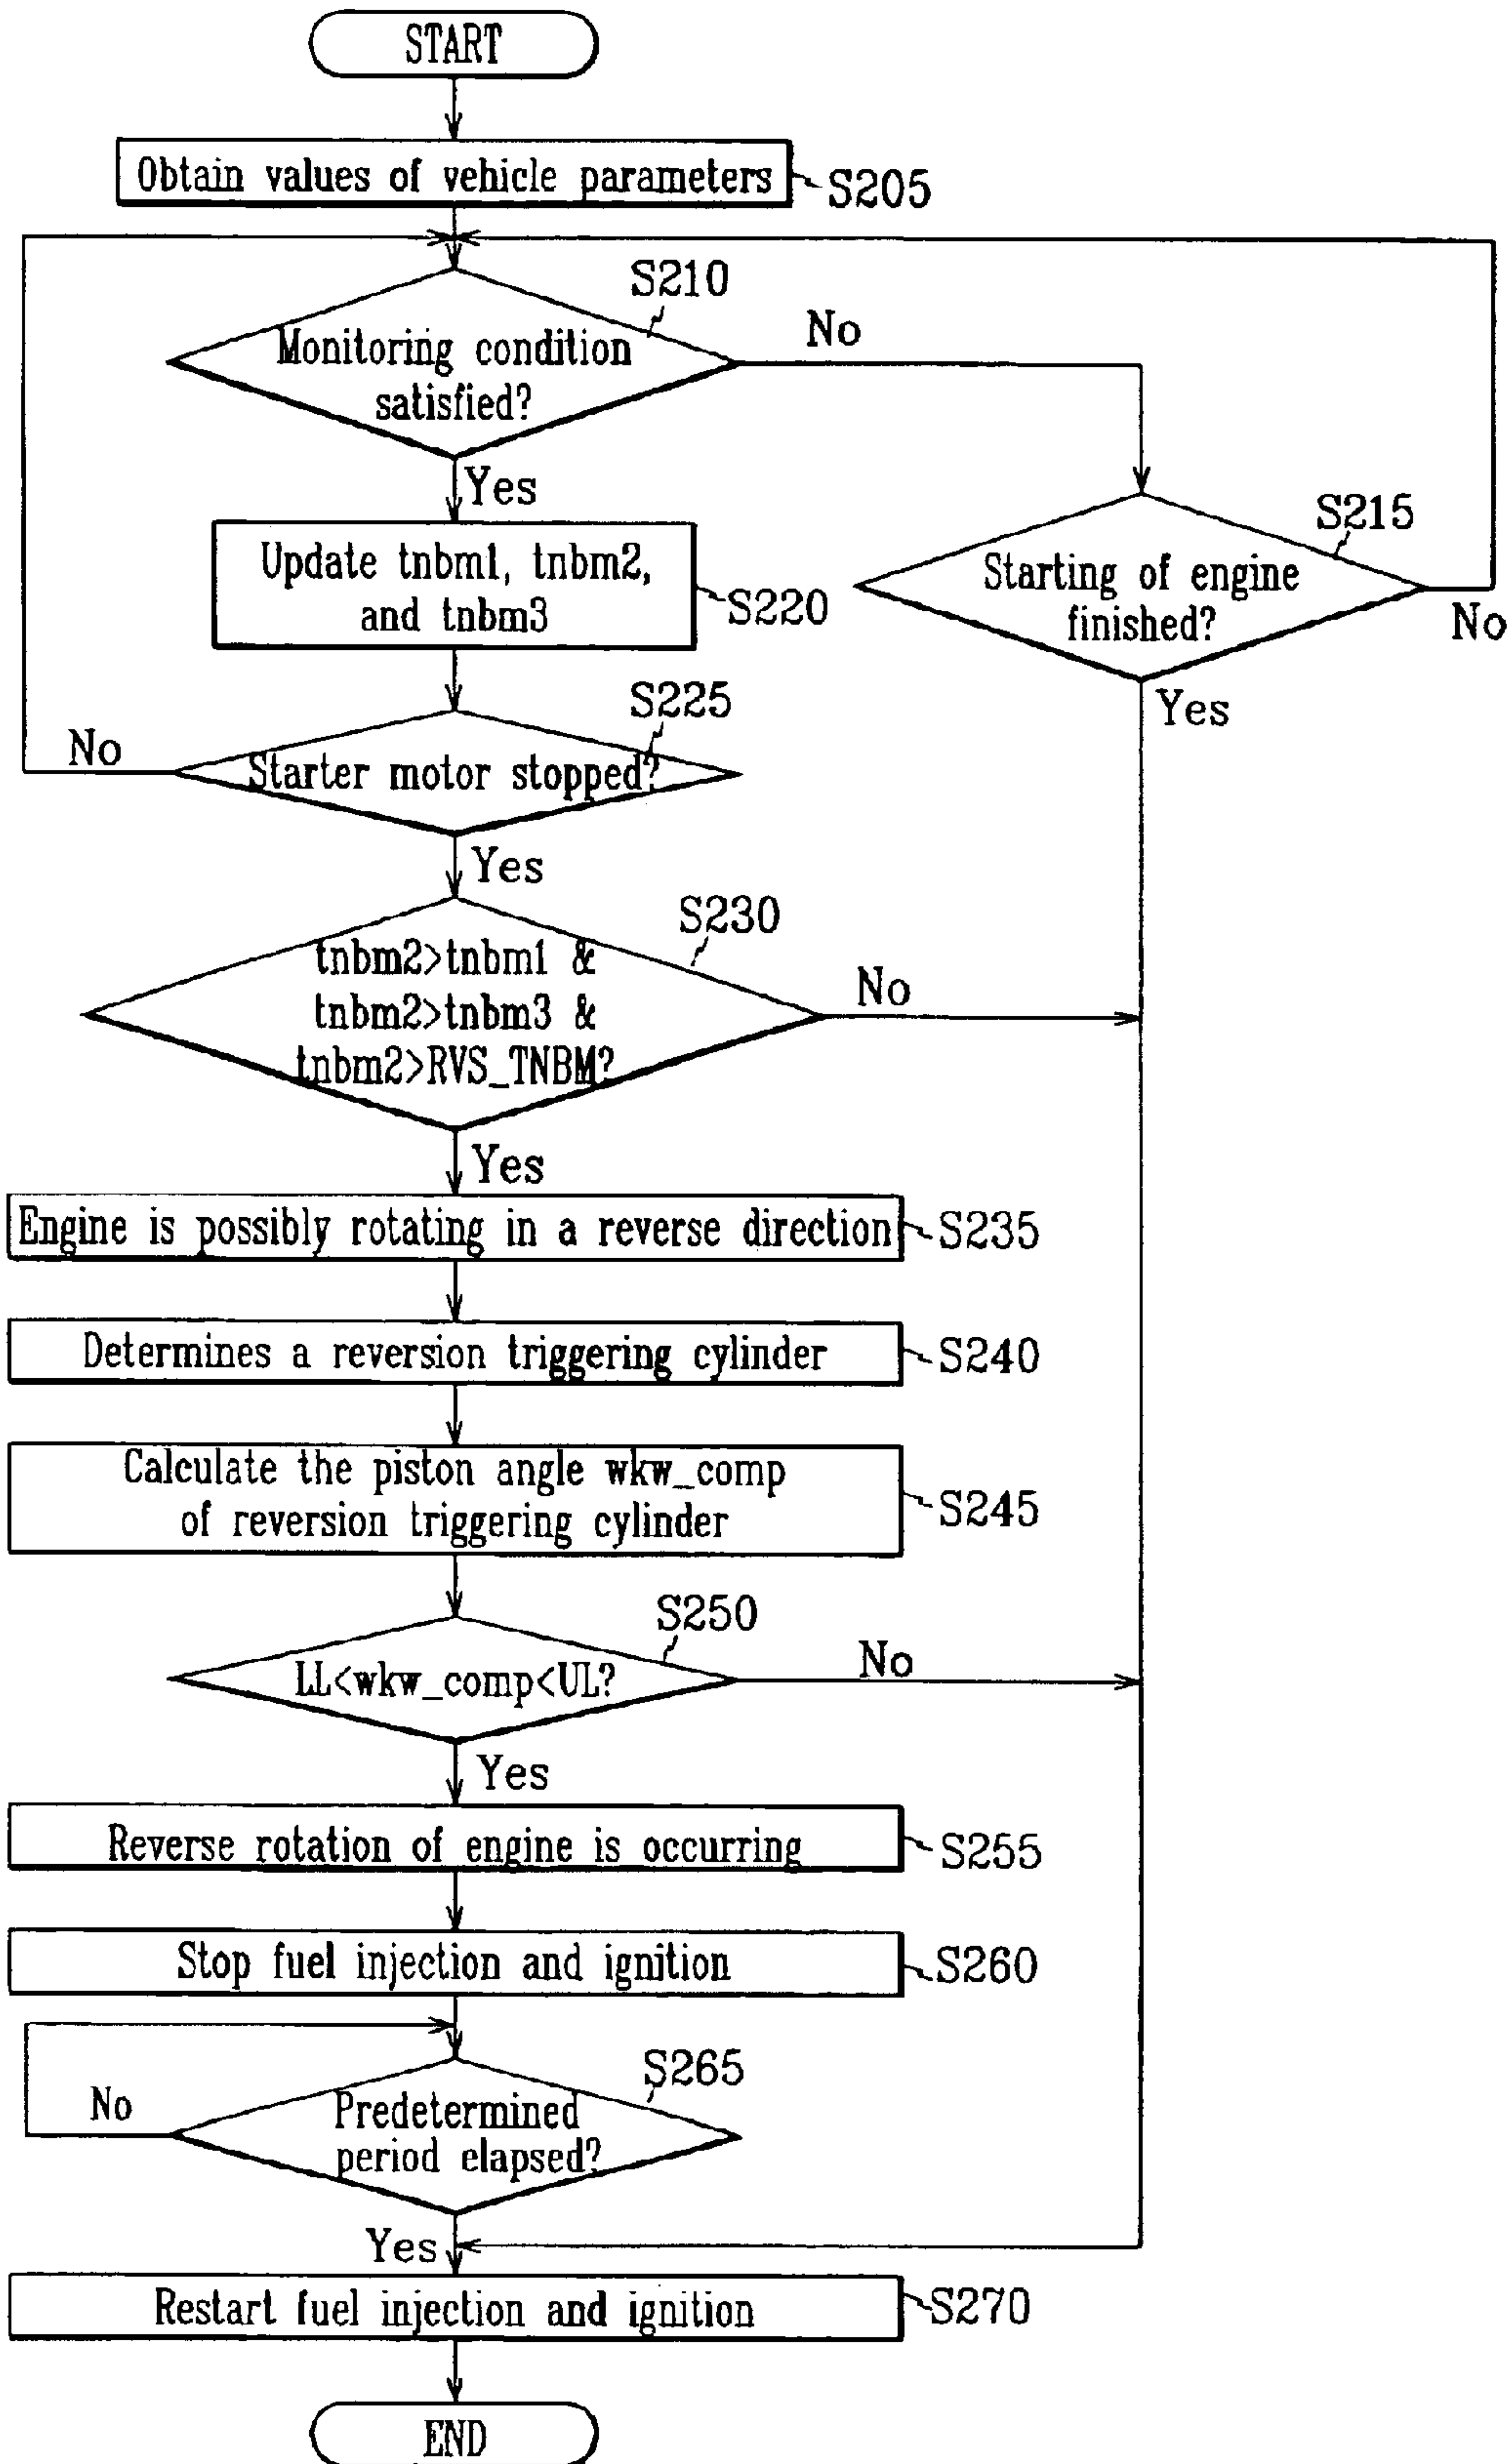 START
Obtain values of vehicle parameters
S205
S210
Monitoring condition
satisfied?
No
Yes
S215
Starting of engine
finished?
No
Yes
Update tnbm1, tnbm2,
and tnbm3
S220
S225
Starter motor stopped?
No
Yes
S230
tnbm2>tnbm1 &
tnbm2>tnbm3 &
tnbm2>RVS_TNBM?
No
Yes
Engine is possibly rotating in a reverse direction
S235
Determines a reversion triggering cylinder
S240
Calculate the piston angle wkw_comp
of reversion triggering cylinder
S245
S250
LL<wkw_comp<UL?
No
Yes
Reverse rotation of engine is occurring
S255
Stop fuel injection and ignition
S260
S265
Predetermined
period elapsed?
No
Yes
Restart fuel injection and ignition
S270
END